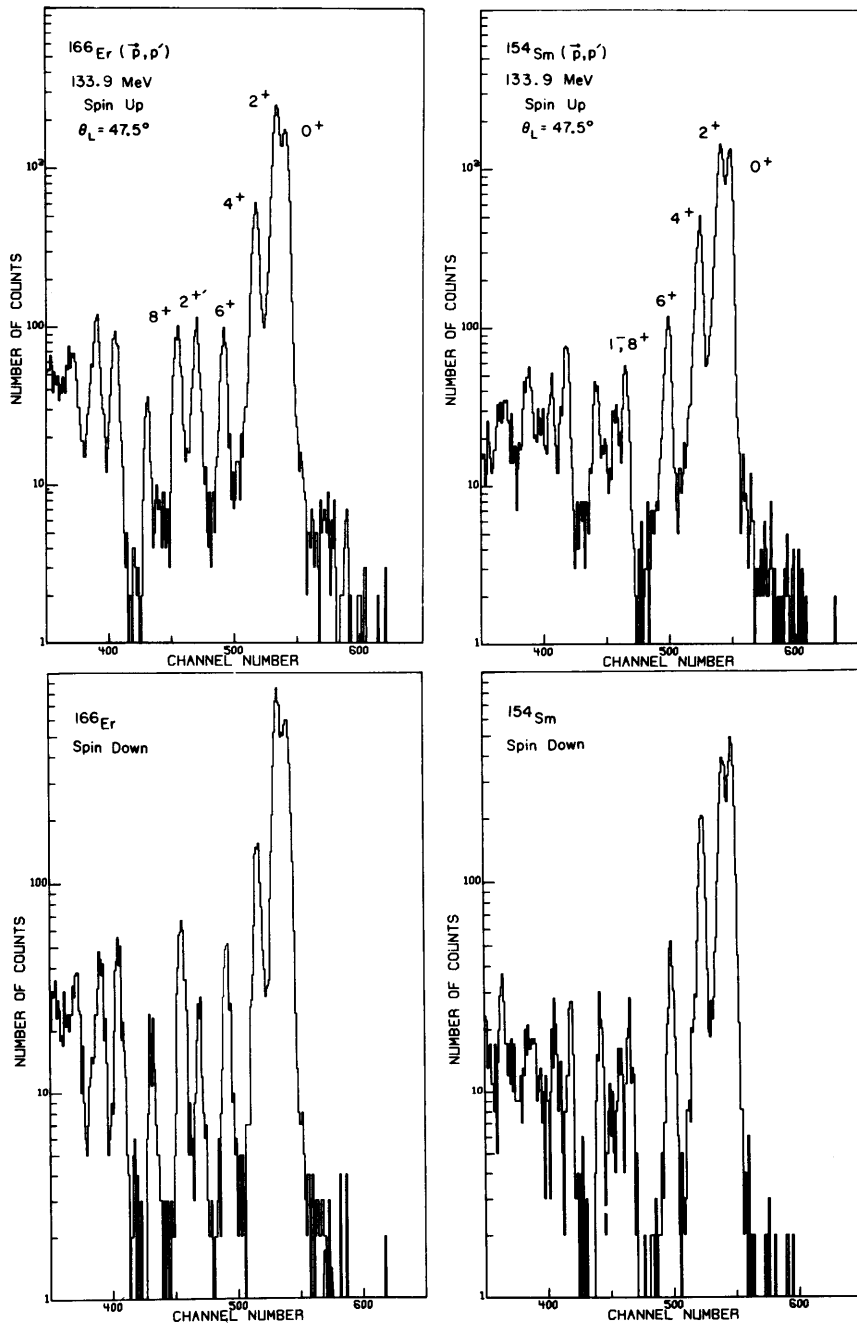 166Er (p⃗,p′)
133.9 MeV
Spin Up
θL = 47.5°
2+
0+
4+
8+
2+′
6+
10³
100
10
1
NUMBER OF COUNTS
400
500
600
CHANNEL NUMBER
154Sm (p⃗,p′)
133.9 MeV
Spin Up
θL = 47.5°
2+
0+
4+
6+
1-,8+
10³
100
10
1
NUMBER OF COUNTS
400
500
600
CHANNEL NUMBER
166Er
Spin Down
100
10
1
NUMBER OF COUNTS
400
500
600
CHANNEL NUMBER
154Sm
Spin Down
100
10
1
NUMBER OF COUNTS
400
500
600
CHANNEL NUMBER